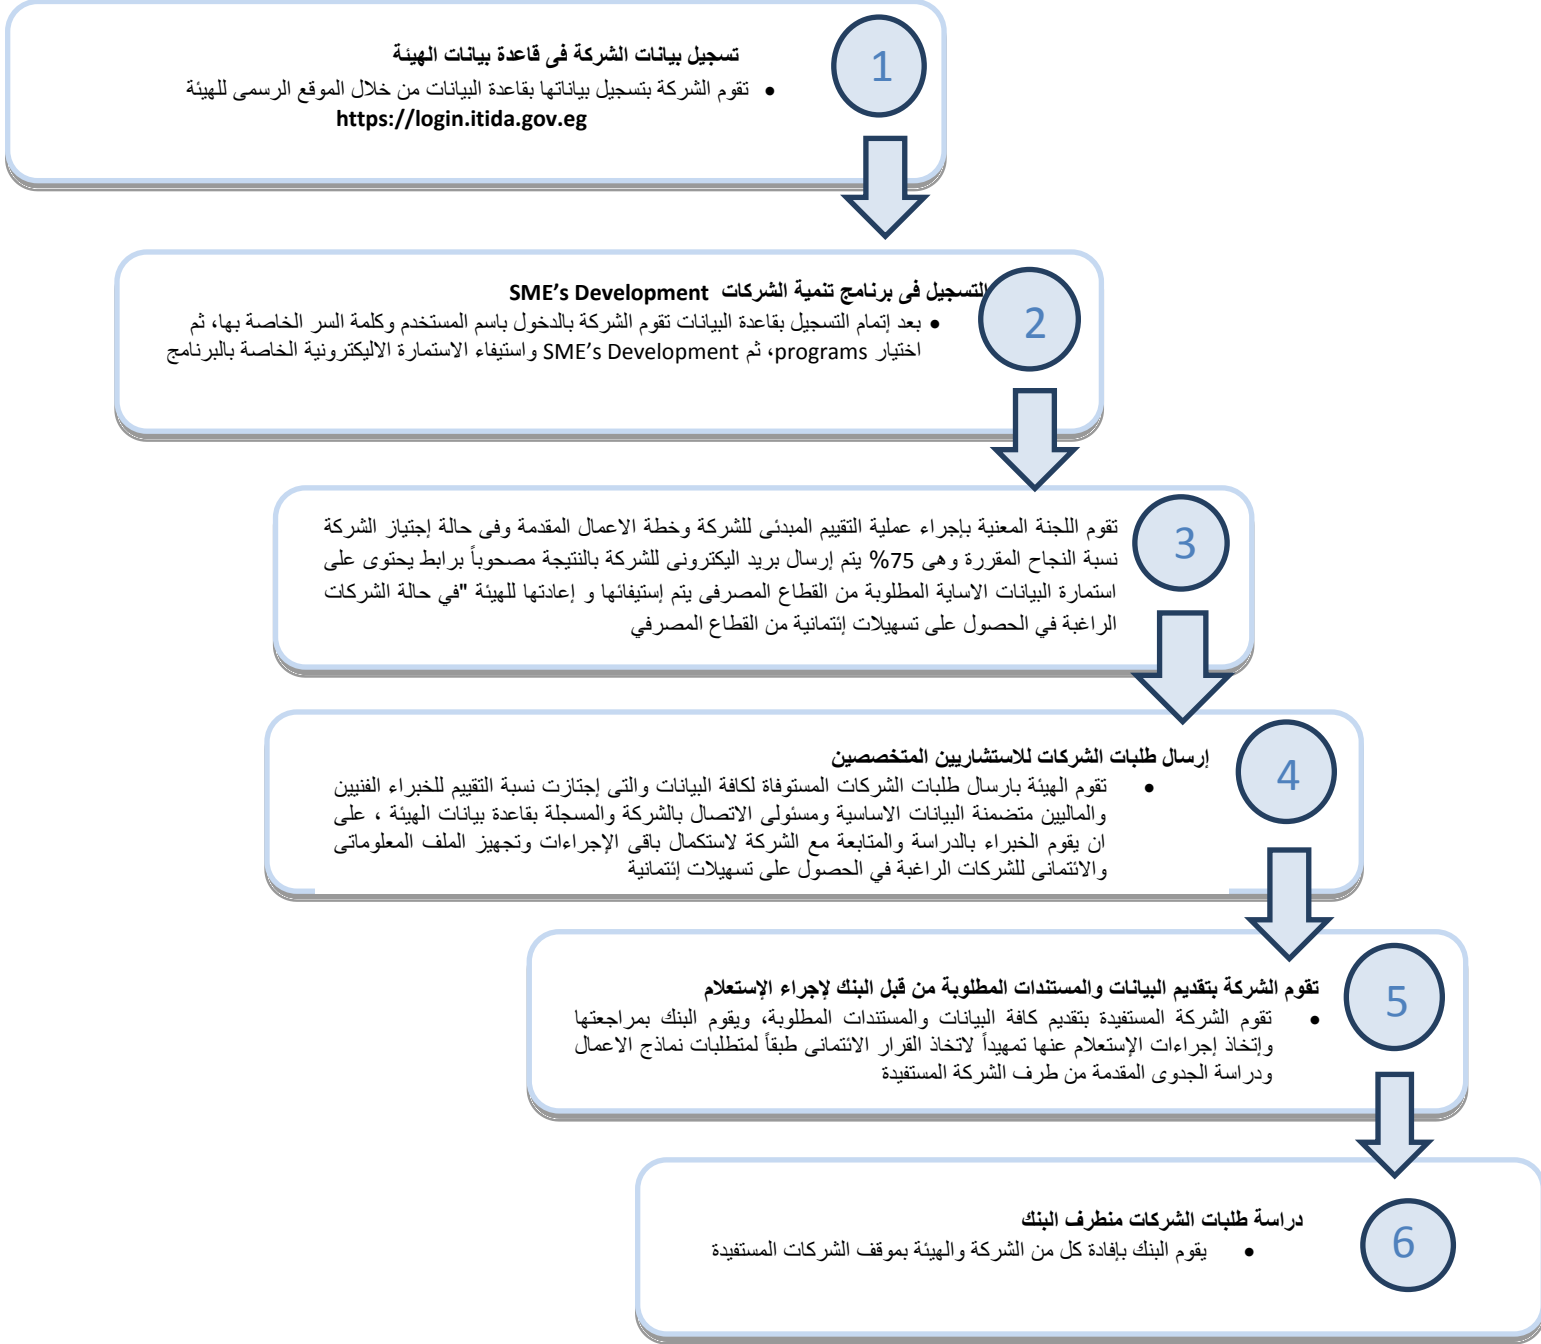 1
تسجيل بيانات الشركة فى قاعدة بيانات الهيئة
• تقوم الشركة بتسجيل بياناتها بقاعدة البيانات من خلال الموقع الرسمى للهيئة
https://login.itida.gov.eg
2
التسجيل فى برنامج تنمية الشركات SME’s Development
• بعد إتمام التسجيل بقاعدة البيانات تقوم الشركة بالدخول باسم المستخدم وكلمة السر الخاصة بها، ثم
اختيار programs، ثم SME’s Development واستيفاء الاستمارة الاليكترونية الخاصة بالبرنامج
3
تقوم اللجنة المعنية بإجراء عملية التقييم المبدئى للشركة وخطة الاعمال المقدمة وفى حالة إجتياز الشركة
نسبة النجاح المقررة وهى 75% يتم إرسال بريد اليكترونى للشركة بالنتيجة مصحوباً برابط يحتوى على
استمارة البيانات الاساية المطلوبة من القطاع المصرفى يتم إستيفائها و إعادتها للهيئة "في حالة الشركات
الراغبة في الحصول على تسهيلات إئتمانية من القطاع المصرفي
4
إرسال طلبات الشركات للاستشاريين المتخصصين
• تقوم الهيئة بارسال طلبات الشركات المستوفاة لكافة البيانات والتى إجتازت نسبة التقييم للخبراء الفنيين
والماليين متضمنة البيانات الاساسية ومسئولى الاتصال بالشركة والمسجلة بقاعدة بيانات الهيئة ، على
ان يقوم الخبراء بالدراسة والمتابعة مع الشركة لاستكمال باقى الإجراءات وتجهيز الملف المعلوماتى
والائتمانى للشركات الراغبة في الحصول على تسهيلات إئتمانية
5
تقوم الشركة بتقديم البيانات والمستندات المطلوبة من قبل البنك لإجراء الإستعلام
• تقوم الشركة المستفيدة بتقديم كافة البيانات والمستندات المطلوبة، ويقوم البنك بمراجعتها
وإتخاذ إجراءات الإستعلام عنها تمهيداً لاتخاذ القرار الائتمانى طبقاً لمتطلبات نماذج الاعمال
ودراسة الجدوى المقدمة من طرف الشركة المستفيدة
6
دراسة طلبات الشركات منطرف البنك
• يقوم البنك بإفادة كل من الشركة والهيئة بموقف الشركات المستفيدة